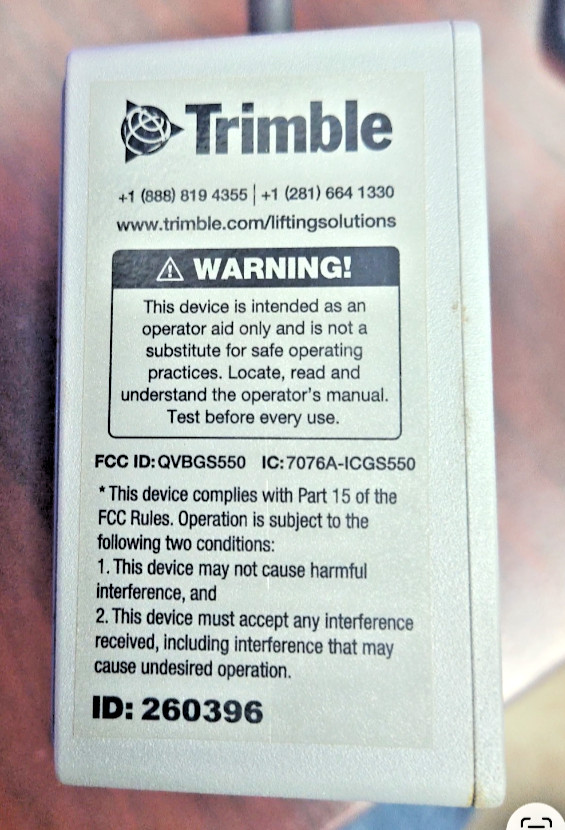 Trimble
+1 (888) 819 4355 | +1 (281) 664 1330
www.trimble.com/liftingsolutions
⚠ WARNING!
This device is intended as an
operator aid only and is not a
substitute for safe operating
practices. Locate, read and
understand the operator's manual.
Test before every use.
FCC ID: QVBGS550 IC: 7076A-ICGS550
* This device complies with Part 15 of the
FCC Rules. Operation is subject to the
following two conditions:
1. This device may not cause harmful
interference, and
2. This device must accept any interference
received, including interference that may
cause undesired operation.
ID: 260396